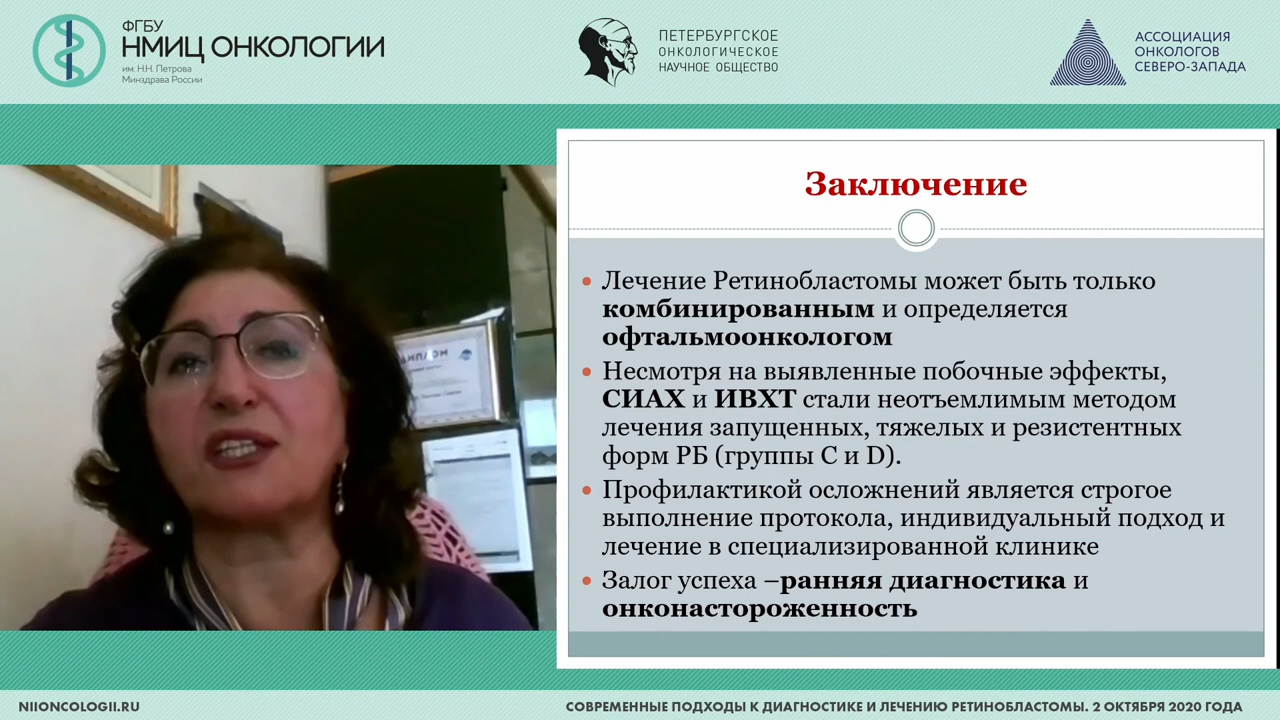 ФГБУ
НМИЦ ОНКОЛОГИИ
им. Н.Н. Петрова
Минздрава России
ПЕТЕРБУРГСКОЕ
ОНКОЛОГИЧЕСКОЕ
НАУЧНОЕ ОБЩЕСТВО
АССОЦИАЦИЯ
ОНКОЛОГОВ
СЕВЕРО-ЗАПАДА
ДИПЛОМ
Заключение
• Лечение Ретинобластомы может быть только
комбинированным и определяется
офтальмоонкологом
• Несмотря на выявленные побочные эффекты,
СИАХ и ИВХТ стали неотъемлимым методом
лечения запущенных, тяжелых и резистентных
форм РБ (группы С и D).
• Профилактикой осложнений является строгое
выполнение протокола, индивидуальный подход и
лечение в специализированной клинике
• Залог успеха –ранняя диагностика и
онконастороженность
NIIONCOLOGII.RU
СОВРЕМЕННЫЕ ПОДХОДЫ К ДИАГНОСТИКЕ И ЛЕЧЕНИЮ РЕТИНОБЛАСТОМЫ. 2 ОКТЯБРЯ 2020 ГОДА